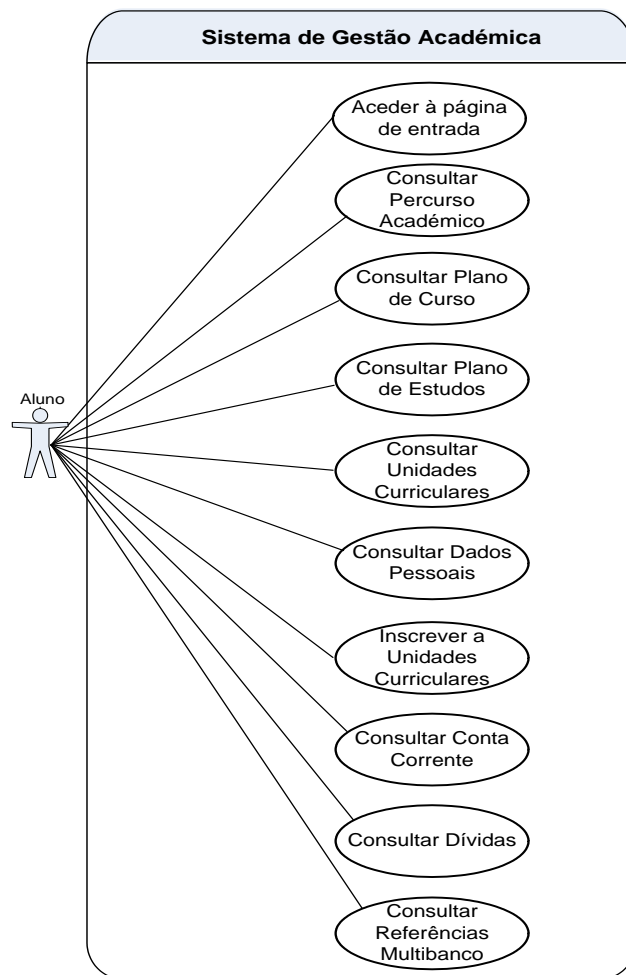 Sistema de Gestão Académica
Aceder à página
de entrada
Consultar
Percurso
Académico
Consultar Plano
de Curso
Consultar Plano
de Estudos
Aluno
Consultar
Unidades
Curriculares
Consultar Dados
Pessoais
Inscrever a
Unidades
Curriculares
Consultar Conta
Corrente
Consultar Dívidas
Consultar
Referências
Multibanco